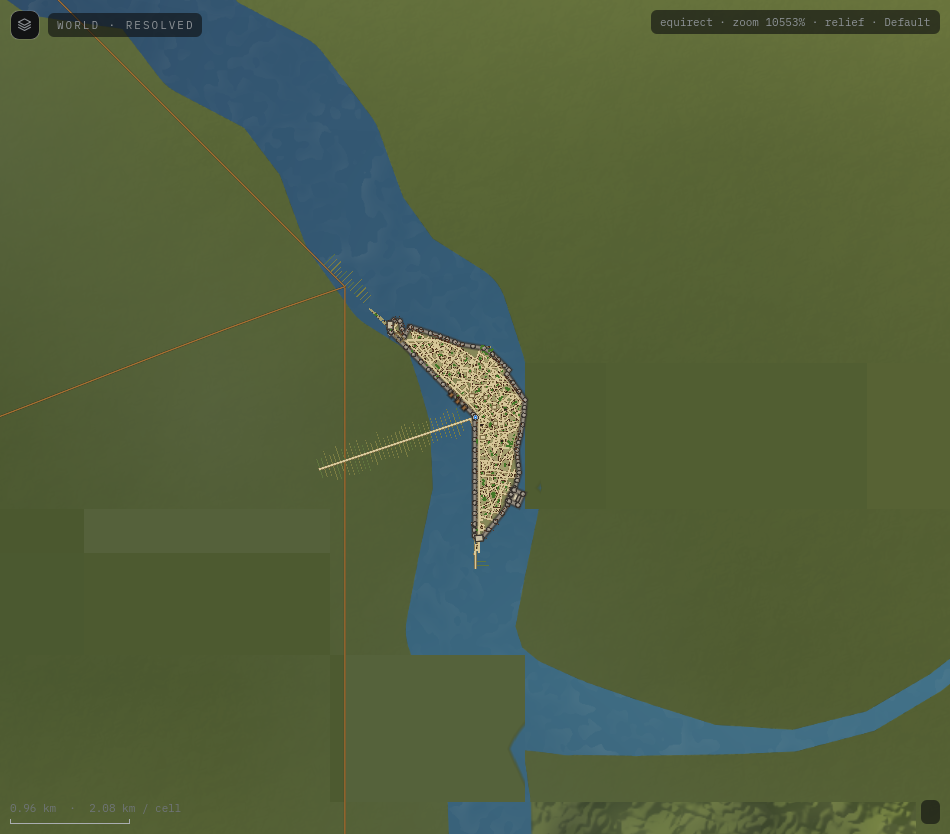 WORLD · RESOLVED
equirect · zoom 10553% · relief · Default
0.96 km · 2.08 km / cell